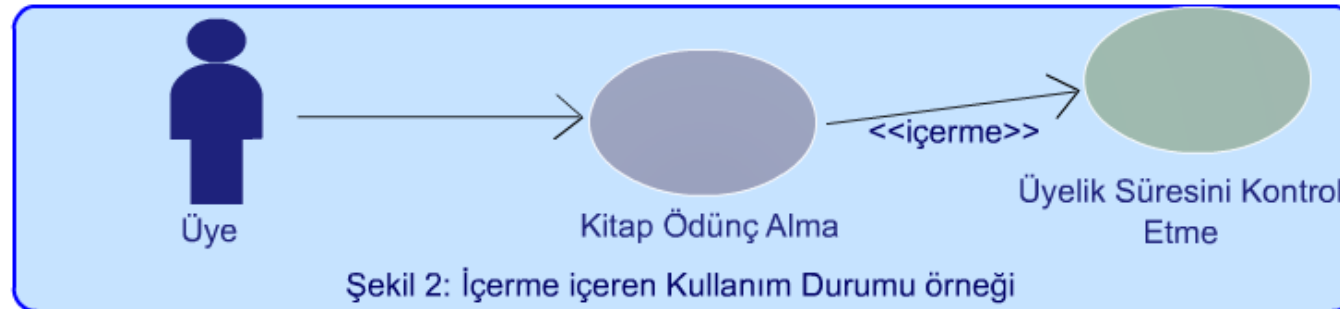 <<içerme>>
Üye
Kitap Ödünç Alma
Üyelik Süresini Kontrol
Etme
Şekil 2: İçerme içeren Kullanım Durumu örneği